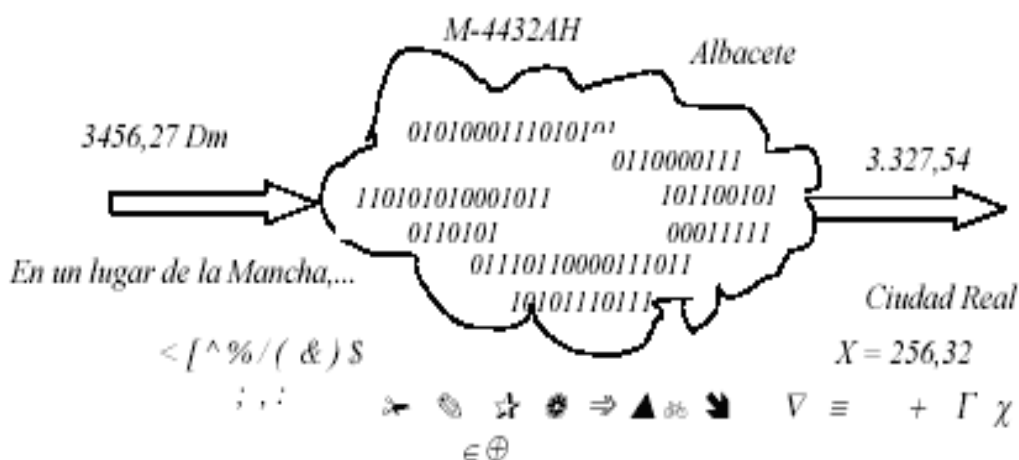 M-4432AH
Albacete
3456,27 Dm
0101000111010101
0110000111
3.327,54
110101010001011
101100101
0110101
00011111
En un lugar de la Mancha,...
01110110000111011
10101110111
Ciudad Real
< [ ^ % / ( & ) $
X = 256,32
; , :
✁ ✎ ☆ ❁ ⇒ ▲ 🚲 ∇ ≡ + Γ χ
∈ ⊕